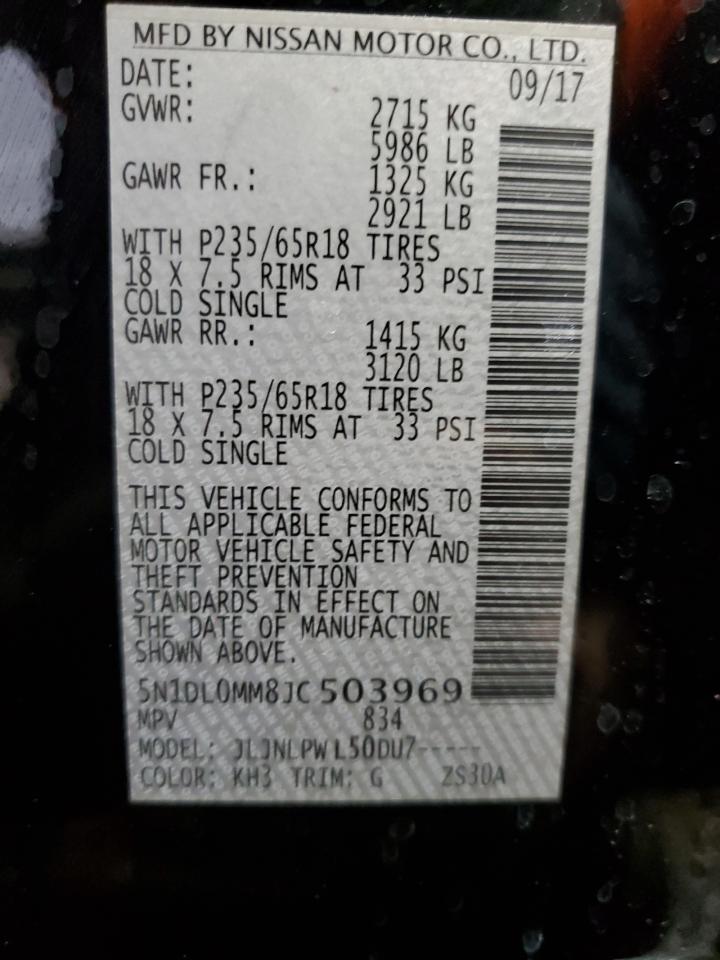 MFD BY NISSAN MOTOR CO., LTD.
DATE: 09/17
GVWR: 2715 KG
5986 LB
GAWR FR.: 1325 KG
2921 LB
WITH P235/65R18 TIRES
18 X 7.5 RIMS AT 33 PSI
COLD SINGLE
GAWR RR.: 1415 KG
3120 LB
WITH P235/65R18 TIRES
18 X 7.5 RIMS AT 33 PSI
COLD SINGLE
THIS VEHICLE CONFORMS TO
ALL APPLICABLE FEDERAL
MOTOR VEHICLE SAFETY AND
THEFT PREVENTION
STANDARDS IN EFFECT ON
THE DATE OF MANUFACTURE
SHOWN ABOVE.
5N1DL0MM8JC503969
MPV 834
MODEL: JLJNLPW L50DU7-----
COLOR: KH3 TRIM: G ZS30A